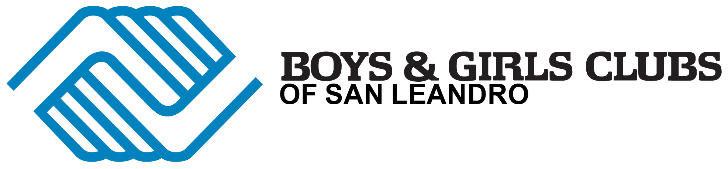 BOYS & GIRLS CLUBS
OF SAN LEANDRO